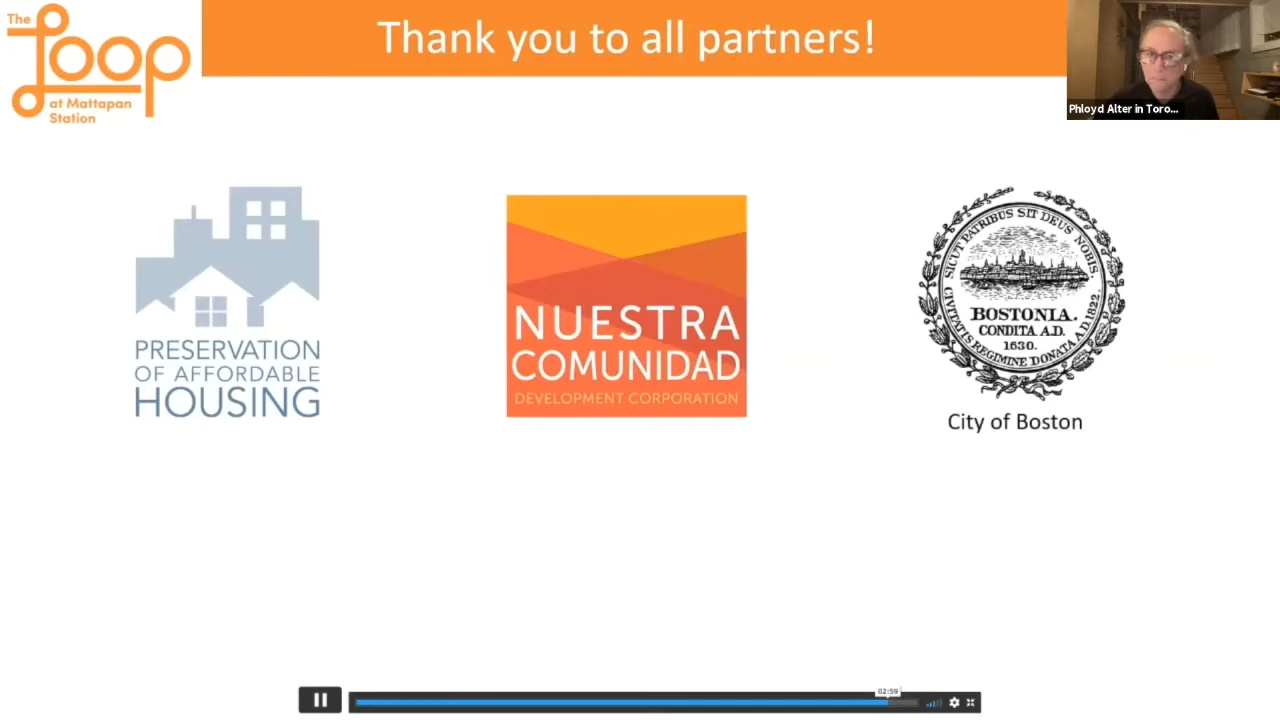 The
Loop
at Mattapan
Station
Thank you to all partners!
Phloyd Alter in Toro...
PRESERVATION
OF AFFORDABLE
HOUSING
NUESTRA
COMUNIDAD
DEVELOPMENT CORPORATION
SICUT PATRIBUS SIT DEUS NOBIS.
BOSTONIA.
CONDITA A.D.
1630.
CIVITATIS REGIMINE DONATA A.D. 1822.
City of Boston
02:59